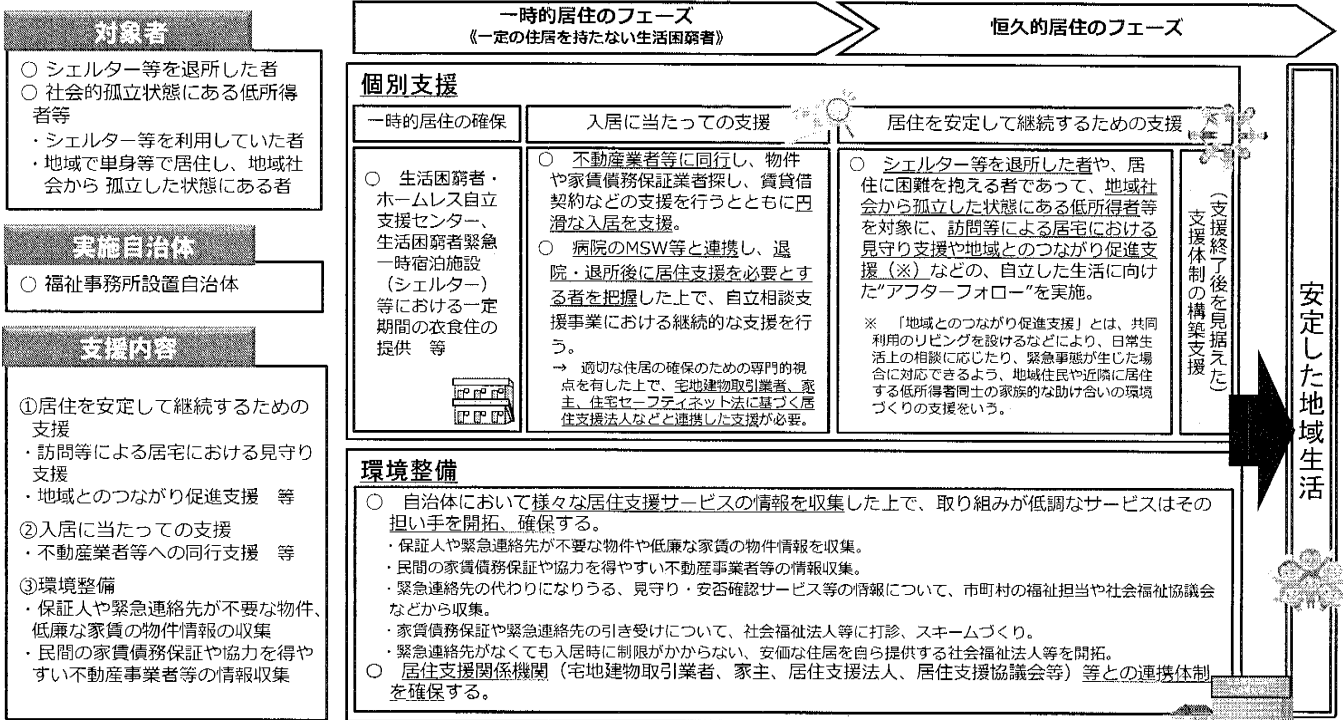 対象者
○ シェルター等を退所した者
○ 社会的孤立状態にある低所得
者等
・シェルター等を利用していた者
・地域で単身等で居住し、地域社
会から 孤立した状態にある者
実施自治体
○ 福祉事務所設置自治体
支援内容
①居住を安定して継続するための
支援
・訪問等による居宅における見守り
支援
・地域とのつながり促進支援 等
②入居に当たっての支援
・不動産業者等への同行支援 等
③環境整備
・保証人や緊急連絡先が不要な物件、
低廉な家賃の物件情報の収集
・民間の家賃債務保証や協力を得や
すい不動産事業者等の情報収集
一時的居住のフェーズ
《一定の住居を持たない生活困窮者》
恒久的居住のフェーズ
個別支援
一時的居住の確保
○ 生活困窮者・
ホームレス自立
支援センター、
生活困窮者緊急
一時宿泊施設
（シェルター）
等における一定
期間の衣食住の
提供 等
入居に当たっての支援
○ 不動産業者等に同行し、物件
や家賃債務保証業者探し、賃貸借
契約などの支援を行うとともに円
滑な入居を支援。
○ 病院のMSW等と連携し、退
院・退所後に居住支援を必要とす
る者を把握した上で、自立相談支
援事業における継続的な支援を行
う。
→ 適切な住居の確保のための専門的視
点を有した上で、宅地建物取引業者、家
主、住宅セーフティネット法に基づく居
住支援法人などと連携した支援が必要。
居住を安定して継続するための支援
○ シェルター等を退所した者や、居
住に困難を抱える者であって、地域社
会から孤立した状態にある低所得者等
を対象に、訪問等による居宅における
見守り支援や地域とのつながり促進支
援（※）などの、自立した生活に向け
た“アフターフォロー”を実施。
※ 「地域とのつながり促進支援」とは、共同
利用のリビングを設けるなどにより、日常生
活上の相談に応じたり、緊急事態が生じた場
合に対応できるよう、地域住民や近隣に居住
する低所得者同士の家族的な助け合いの環境
づくりの支援をいう。
（支援終了後を見据えた）
支援体制の構築支援
環境整備
○ 自治体において様々な居住支援サービスの情報を収集した上で、取り組みが低調なサービスはその
担い手を開拓、確保する。
・保証人や緊急連絡先が不要な物件や低廉な家賃の物件情報を収集。
・民間の家賃債務保証や協力を得やすい不動産事業者等の情報収集。
・緊急連絡先の代わりになりうる、見守り・安否確認サービス等の情報について、市町村の福祉担当や社会福祉協議会
などから収集。
・家賃債務保証や緊急連絡先の引き受けについて、社会福祉法人等に打診、スキームづくり。
・緊急連絡先がなくても入居時に制限がかからない、安価な住居を自ら提供する社会福祉法人等を開拓。
○ 居住支援関係機関（宅地建物取引業者、家主、居住支援法人、居住支援協議会等）等との連携体制
を確保する。
安定した地域生活